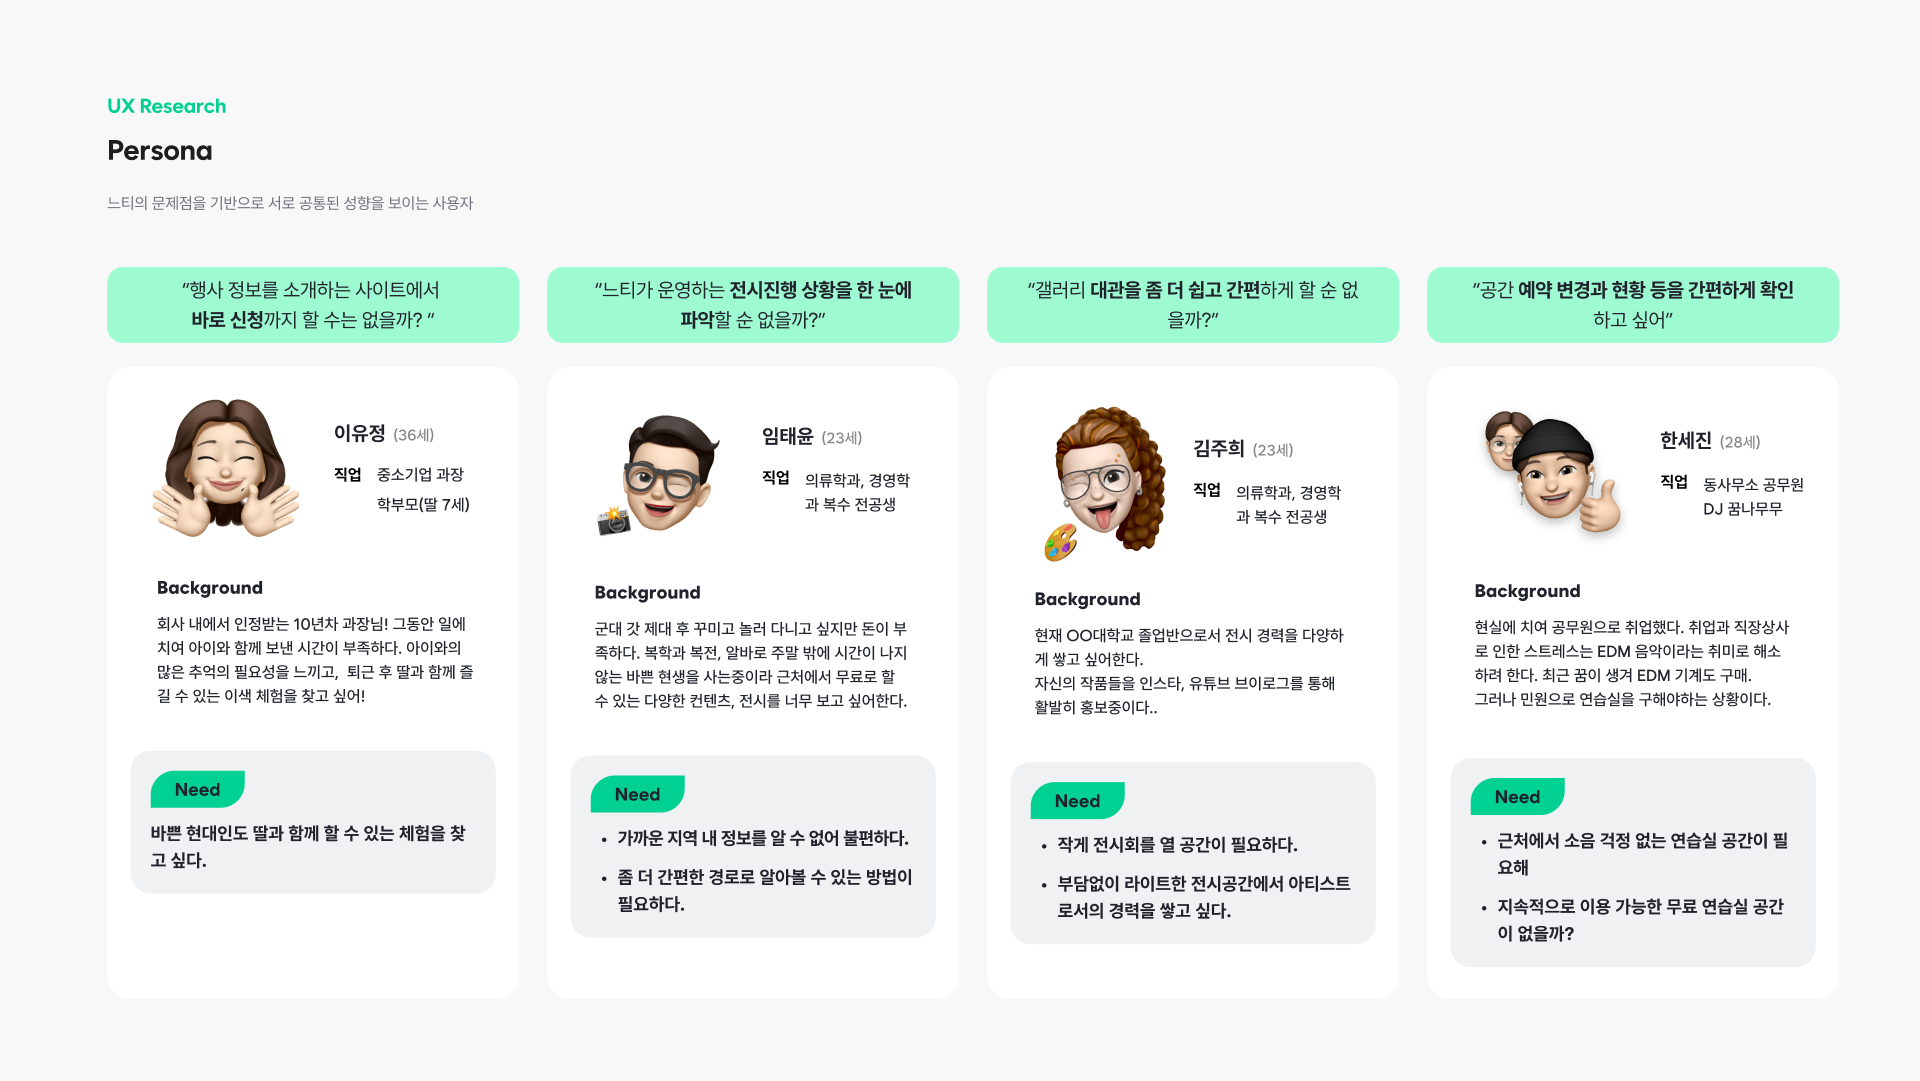 UX Research
Persona
느티의 문제점을 기반으로 서로 공통된 성향을 보이는 사용자
“행사 정보를 소개하는 사이트에서
바로 신청까지 할 수는 없을까? “
이유정 (36세)
직업 중소기업 과장
학부모(딸 7세)
Background
회사 내에서 인정받는 10년차 과장님! 그동안 일에
치여 아이와 함께 보낸 시간이 부족하다. 아이와의
많은 추억의 필요성을 느끼고,  퇴근 후 딸과 함께 즐
길 수 있는 이색 체험을 찾고 싶어!
Need
바쁜 현대인도 딸과 함께 할 수 있는 체험을 찾
고 싶다.
“느티가 운영하는 전시진행 상황을 한 눈에
파악할 순 없을까?”
임태윤 (23세)
직업 의류학과, 경영학
과 복수 전공생
Background
군대 갓 제대 후 꾸미고 놀러 다니고 싶지만 돈이 부
족하다. 복학과 복전, 알바로 주말 밖에 시간이 나지
않는 바쁜 현생을 사는중이라 근처에서 무료로 할
수 있는 다양한 컨텐츠, 전시를 너무 보고 싶어한다.
Need
• 가까운 지역 내 정보를 알 수 없어 불편하다.
• 좀 더 간편한 경로로 알아볼 수 있는 방법이
필요하다.
“갤러리 대관을 좀 더 쉽고 간편하게 할 순 없
을까?”
김주희 (23세)
직업 의류학과, 경영학
과 복수 전공생
Background
현재 OO대학교 졸업반으로서 전시 경력을 다양하
게 쌓고 싶어한다.
자신의 작품들을 인스타, 유튜브 브이로그를 통해
활발히 홍보중이다..
Need
• 작게 전시회를 열 공간이 필요하다.
• 부담없이 라이트한 전시공간에서 아티스트
로서의 경력을 쌓고 싶다.
“공간 예약 변경과 현황 등을 간편하게 확인
하고 싶어”
한세진 (28세)
직업 동사무소 공무원
DJ 꿈나무무
Background
현실에 치여 공무원으로 취업했다. 취업과 직장상사
로 인한 스트레스는 EDM 음악이라는 취미로 해소
하려 한다. 최근 꿈이 생겨 EDM 기계도 구매.
그러나 민원으로 연습실을 구해야하는 상황이다.
Need
• 근처에서 소음 걱정 없는 연습실 공간이 필
요해
• 지속적으로 이용 가능한 무료 연습실 공간
이 없을까?